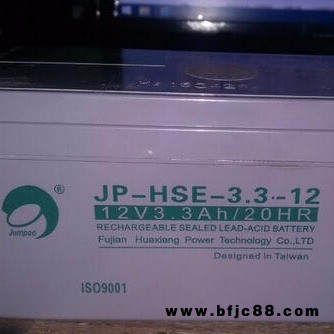 JP-HSE-3.3-12
12V3.3Ah/20HR
RECHARGEABLE SEALED LEAD-ACID BATTERY
Fujian Huaxiang Power Technology Co.,LTD
Designed in Taiwan
Jumpoo
®
ISO9001
www.bfjc88.com